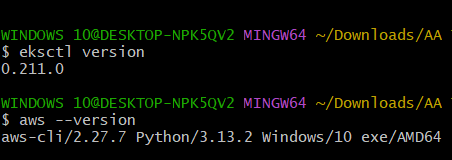 WINDOWS 10@DESKTOP-NPK5QV2 MINGW64 ~/Downloads/AA
$ eksctl version
0.211.0
WINDOWS 10@DESKTOP-NPK5QV2 MINGW64 ~/Downloads/AA
$ aws --version
aws-cli/2.27.7 Python/3.13.2 Windows/10 exe/AMD64